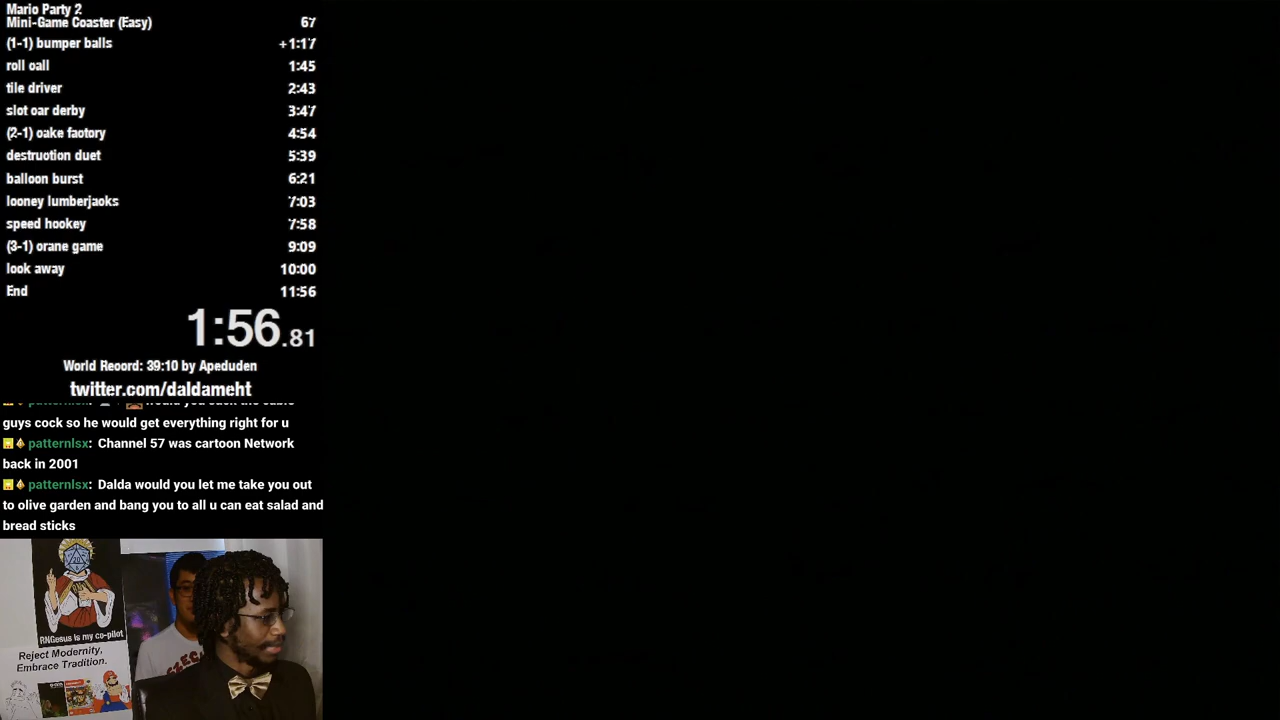 Mario Party 2
Mini-Game Coaster (Easy) 67
(1-1) bumper balls +1:17
roll oall 1:45
tile driver 2:43
slot oar derby 3:47
(2-1) oake faotory 4:54
destruotion duet 5:39
balloon burst 6:21
looney lumberjaoks 7:03
speed hookey 7:58
(3-1) orane game 9:09
look away 10:00
End 11:56
1:56.81
World Reoord: 39:10 by Apeduden
twitter.com/daldameht
guys cock so he would get everything right for u
patternlsx: Channel 57 was cartoon Network
back in 2001
patternlsx: Dalda would you let me take you out
to olive garden and bang you to all u can eat salad and
bread sticks
RNGesus is my co-pilot
Reject Modernity,
Embrace Tradition.